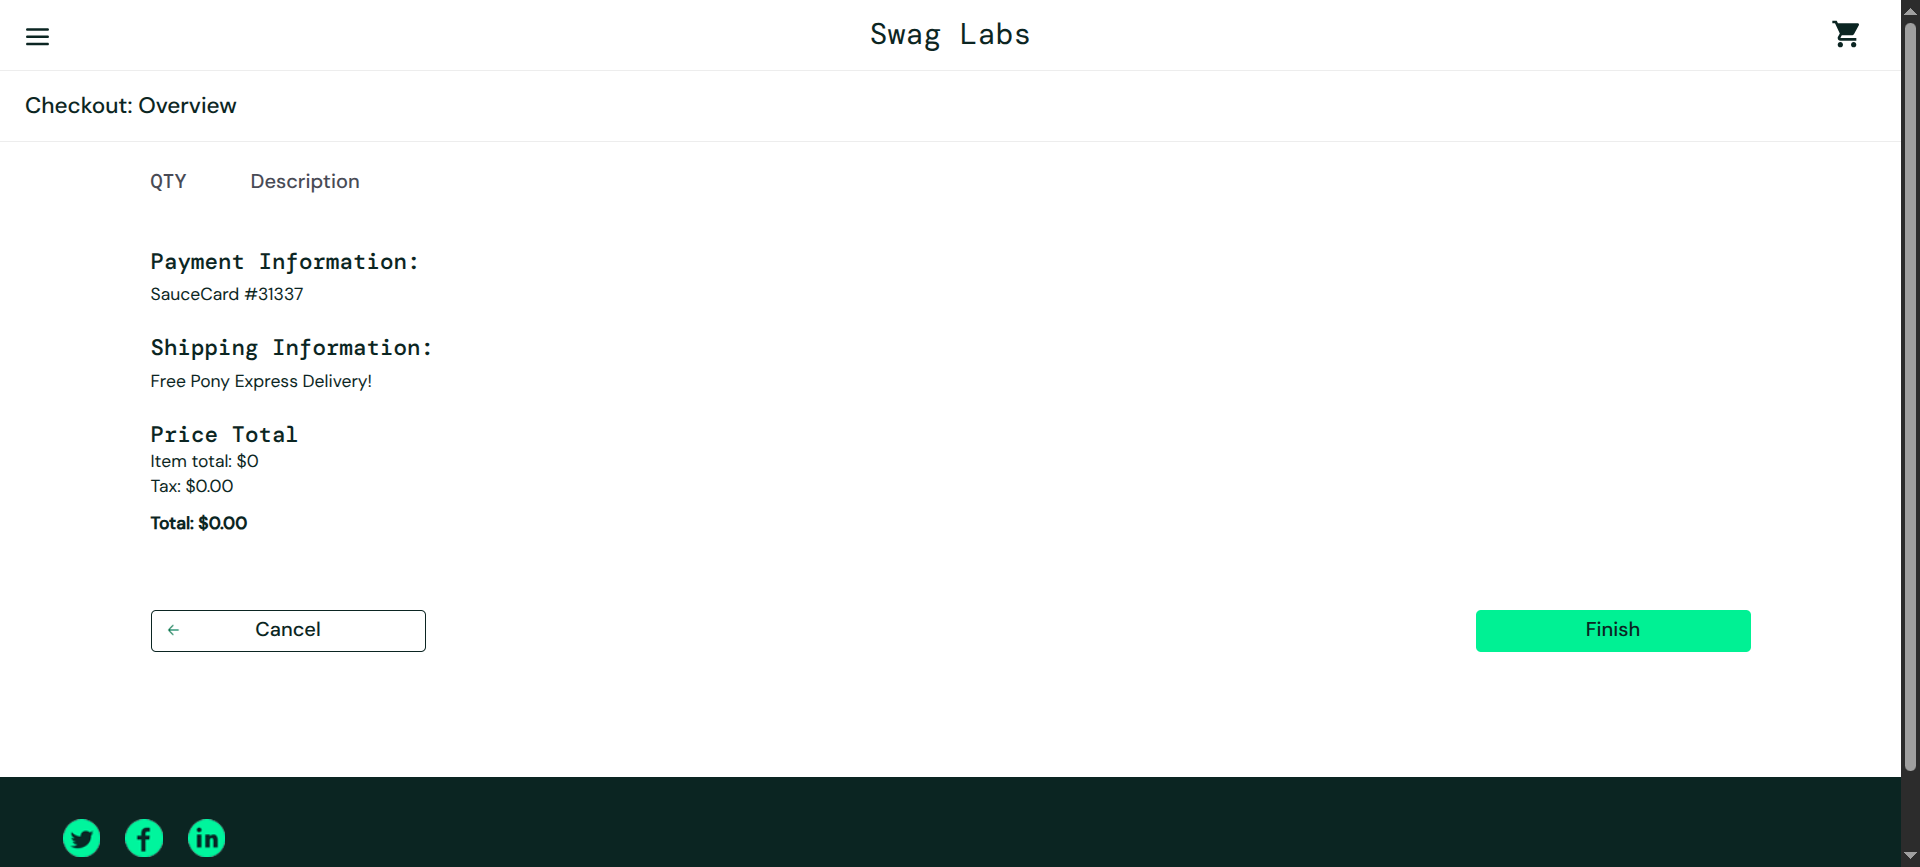 Swag Labs
Checkout: Overview
QTY Description
Payment Information:
SauceCard #31337
Shipping Information:
Free Pony Express Delivery!
Price Total
Item total: $0
Tax: $0.00
Total: $0.00
Cancel
Finish